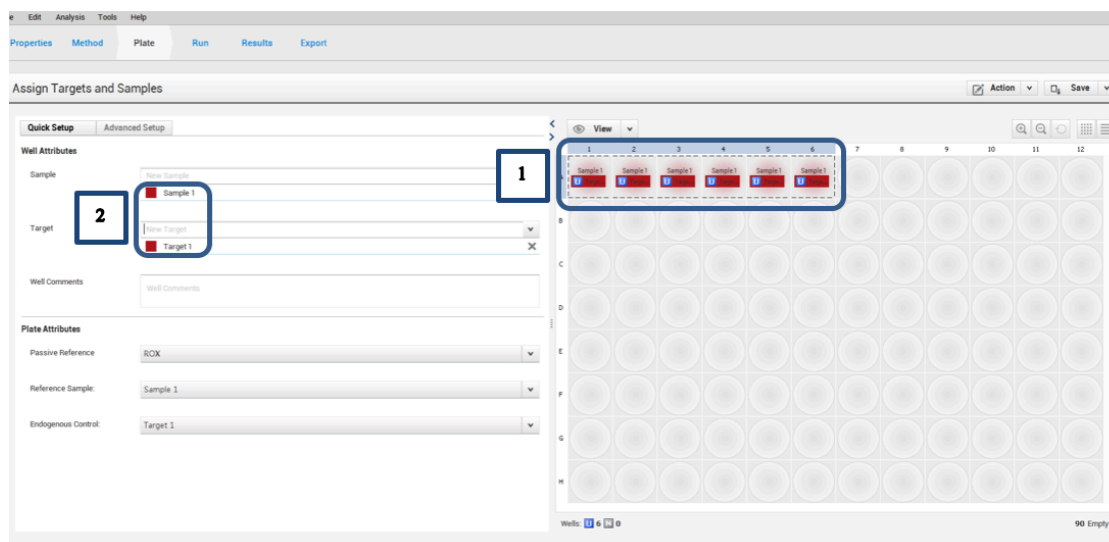 Edit Analysis Tools Help
Properties Method Plate Run Results Export
Assign Targets and Samples
Action Save
Quick Setup Advanced Setup
View
Well Attributes
1 2 3 4 5 6 7 8 9 10 11 12
Sample
New Sample
Sample 1
1
Sample 1 Sample 1 Sample 1 Sample 1 Sample 1 Sample 1
U U U U U U
2
Target
New Target
Target 1
B
C
Well Comments
Well Comments
D
Plate Attributes
Passive Reference
ROX
E
Reference Sample:
Sample 1
F
Endogenous Control:
Target 1
G
H
Wells: U 6 N 0
90 Empty